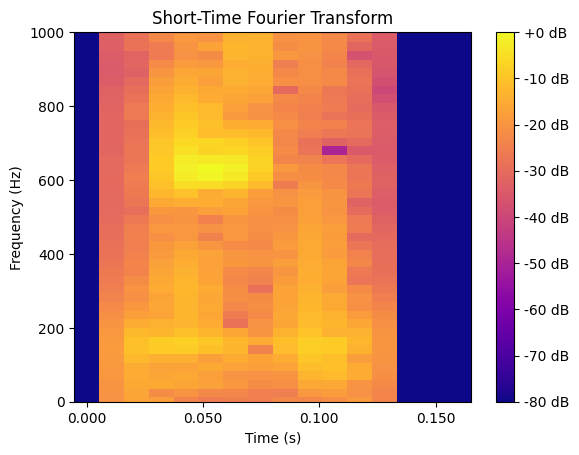 Short-Time Fourier Transform
1000
800
600
400
200
0
Frequency (Hz)
0.000
0.050
0.100
0.150
Time (s)
+0 dB
-10 dB
-20 dB
-30 dB
-40 dB
-50 dB
-60 dB
-70 dB
-80 dB